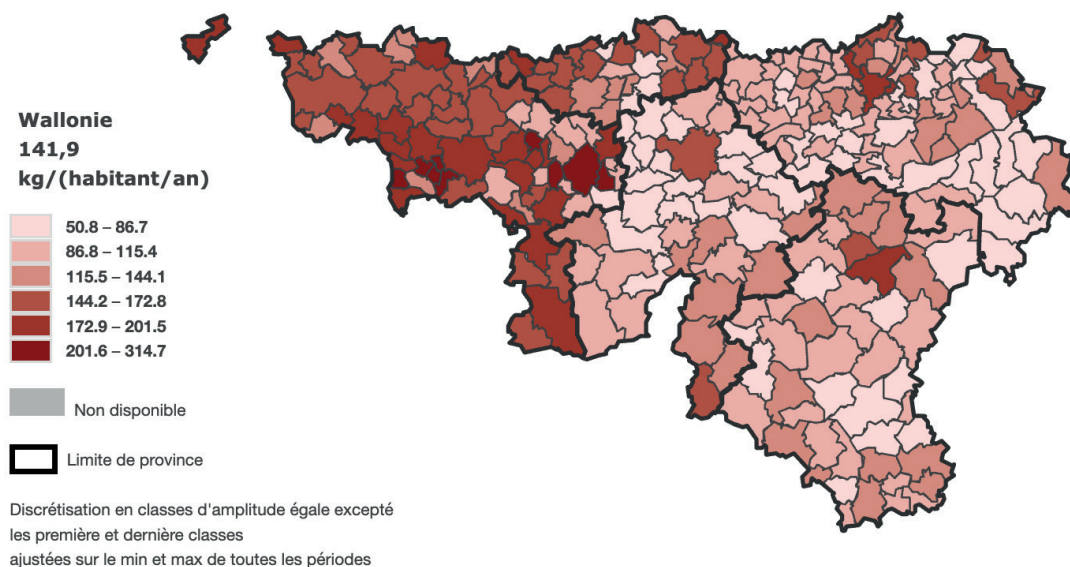 Wallonie
141,9
kg/(habitant/an)
50.8 – 86.7
86.8 – 115.4
115.5 – 144.1
144.2 – 172.8
172.9 – 201.5
201.6 – 314.7
Non disponible
Limite de province
Discrétisation en classes d'amplitude égale excepté
les première et dernière classes
ajustées sur le min et max de toutes les périodes